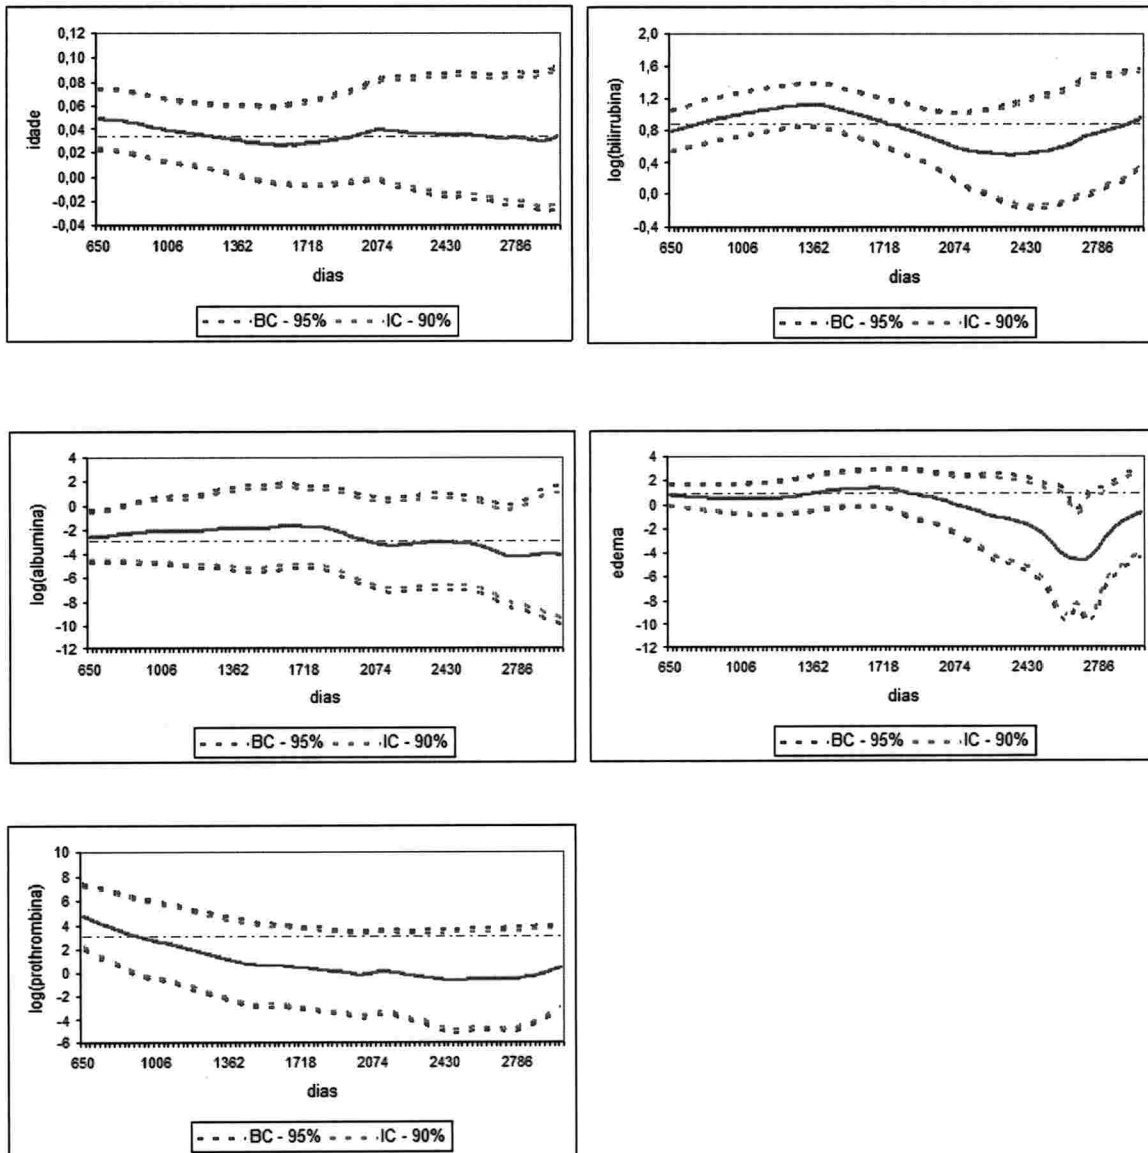 idade
0,12
0,10
0,08
0,06
0,04
0,02
0,00
-0,02
-0,04
650 1006 1362 1718 2074 2430 2786
dias
BC - 95% IC - 90%
log(bilirrubina)
2,0
1,6
1,2
0,8
0,4
0,0
-0,4
650 1006 1362 1718 2074 2430 2786
dias
BC - 95% IC - 90%
log(albumina)
4
2
0
-2
-4
-6
-8
-10
-12
650 1006 1362 1718 2074 2430 2786
dias
BC - 95% IC - 90%
edema
4
2
0
-2
-4
-6
-8
-10
-12
650 1006 1362 1718 2074 2430 2786
dias
BC - 95% IC - 90%
log(prothrombina)
10
8
6
4
2
0
-2
-4
-6
650 1006 1362 1718 2074 2430 2786
dias
BC - 95% IC - 90%